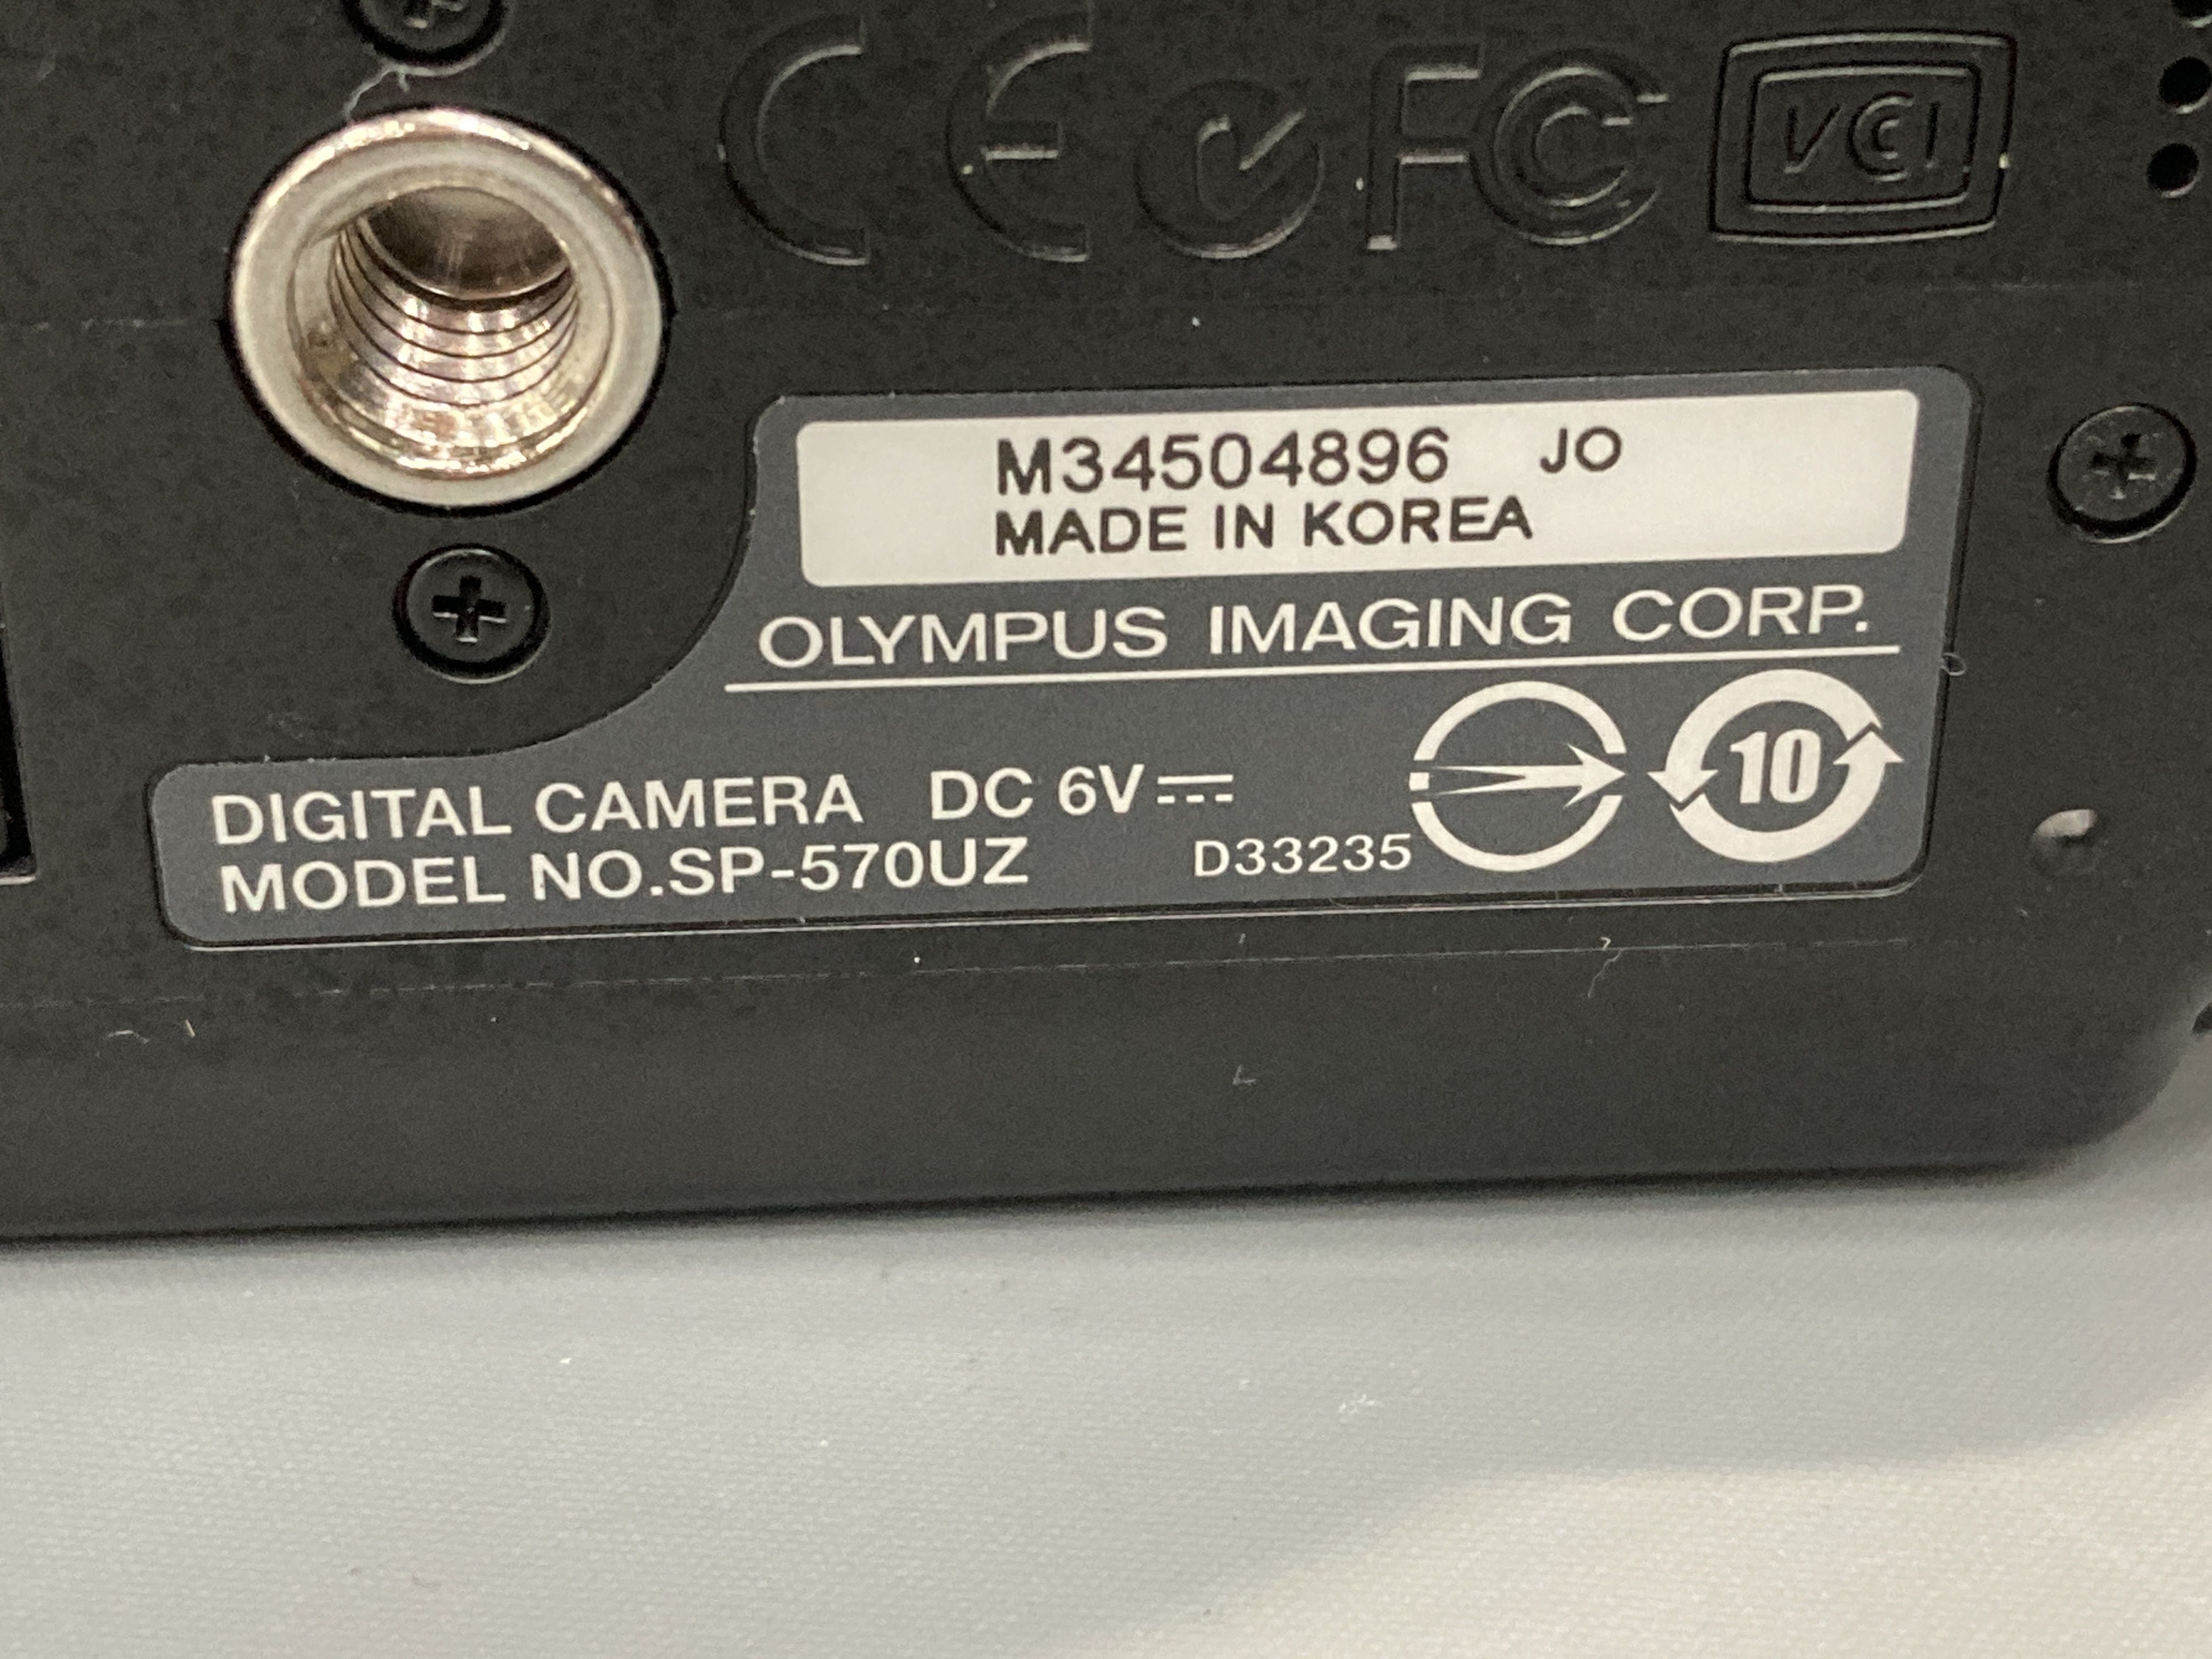 CE FC VCCI
M34504896 JO
MADE IN KOREA
OLYMPUS IMAGING CORP.
DIGITAL CAMERA DC 6V
MODEL NO.SP-570UZ D33235
10